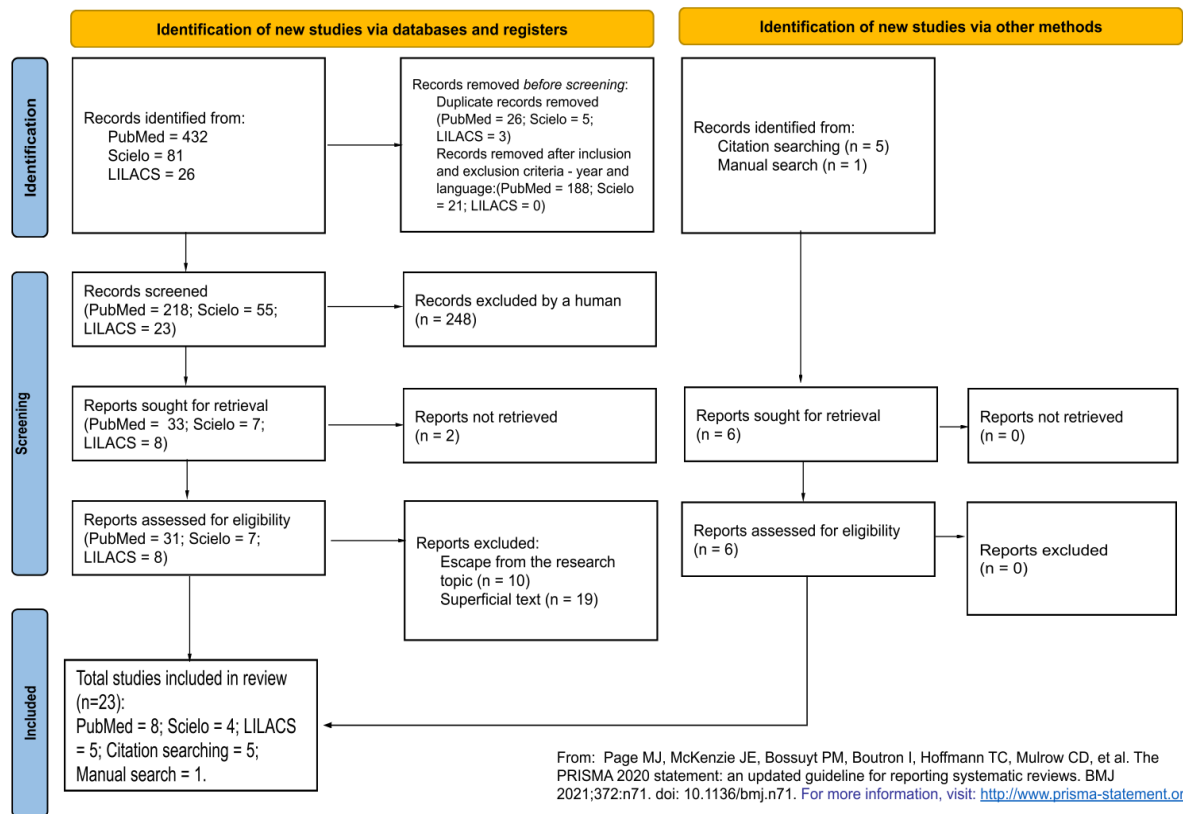 Identification of new studies via databases and registers
Identification of new studies via other methods
Identification
Records identified from:
PubMed = 432
Scielo = 81
LILACS = 26
Records removed before screening:
Duplicate records removed
(PubMed = 26; Scielo = 5;
LILACS = 3)
Records removed after inclusion
and exclusion criteria - year and
language:(PubMed = 188; Scielo
= 21; LILACS = 0)
Records identified from:
Citation searching (n = 5)
Manual search (n = 1)
Screening
Records screened
(PubMed = 218; Scielo = 55;
LILACS = 23)
Records excluded by a human
(n = 248)
Reports sought for retrieval
(PubMed = 33; Scielo = 7;
LILACS = 8)
Reports not retrieved
(n = 2)
Reports sought for retrieval
(n = 6)
Reports not retrieved
(n = 0)
Reports assessed for eligibility
(PubMed = 31; Scielo = 7;
LILACS = 8)
Reports excluded:
Escape from the research
topic (n = 10)
Superficial text (n = 19)
Reports assessed for eligibility
(n = 6)
Reports excluded
(n = 0)
Included
Total studies included in review
(n=23):
PubMed = 8; Scielo = 4; LILACS
= 5; Citation searching = 5;
Manual search = 1.
From: Page MJ, McKenzie JE, Bossuyt PM, Boutron I, Hoffmann TC, Mulrow CD, et al. The
PRISMA 2020 statement: an updated guideline for reporting systematic reviews. BMJ
2021;372:n71. doi: 10.1136/bmj.n71. For more information, visit: http://www.prisma-statement.or